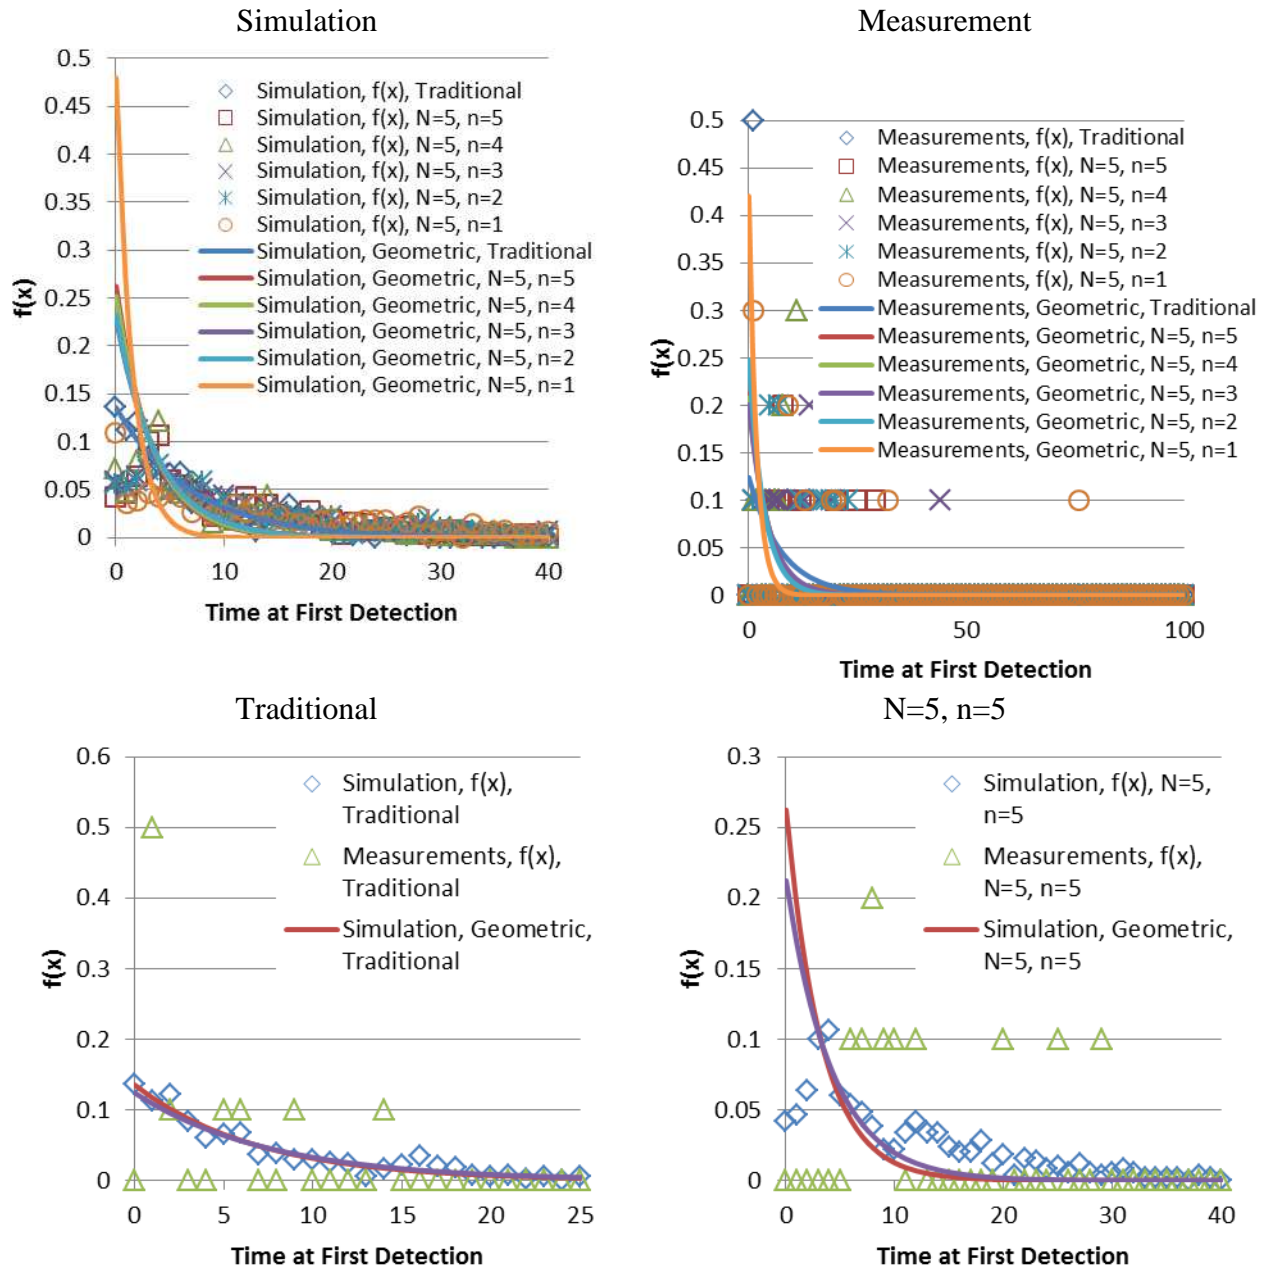 Simulation
0.5
0.45
0.4
0.35
0.3
0.25
0.2
0.15
0.1
0.05
0
f(x)
Simulation, f(x), Traditional
Simulation, f(x), N=5, n=5
Simulation, f(x), N=5, n=4
Simulation, f(x), N=5, n=3
Simulation, f(x), N=5, n=2
Simulation, f(x), N=5, n=1
Simulation, Geometric, Traditional
Simulation, Geometric, N=5, n=5
Simulation, Geometric, N=5, n=4
Simulation, Geometric, N=5, n=3
Simulation, Geometric, N=5, n=2
Simulation, Geometric, N=5, n=1
0 10 20 30 40
Time at First Detection
Measurement
0.5
0.45
0.4
0.35
0.3
0.25
0.2
0.15
0.1
0.05
0
f(x)
Measurements, f(x), Traditional
Measurements, f(x), N=5, n=5
Measurements, f(x), N=5, n=4
Measurements, f(x), N=5, n=3
Measurements, f(x), N=5, n=2
Measurements, f(x), N=5, n=1
Measurements, Geometric, Traditional
Measurements, Geometric, N=5, n=5
Measurements, Geometric, N=5, n=4
Measurements, Geometric, N=5, n=3
Measurements, Geometric, N=5, n=2
Measurements, Geometric, N=5, n=1
0 50 100
Time at First Detection
Traditional
0.6
0.5
0.4
0.3
0.2
0.1
0
f(x)
Simulation, f(x),
Traditional
Measurements, f(x),
Traditional
Simulation, Geometric,
Traditional
0 5 10 15 20 25
Time at First Detection
N=5, n=5
0.3
0.25
0.2
0.15
0.1
0.05
0
f(x)
Simulation, f(x), N=5,
n=5
Measurements, f(x),
N=5, n=5
Simulation, Geometric,
N=5, n=5
0 10 20 30 40
Time at First Detection